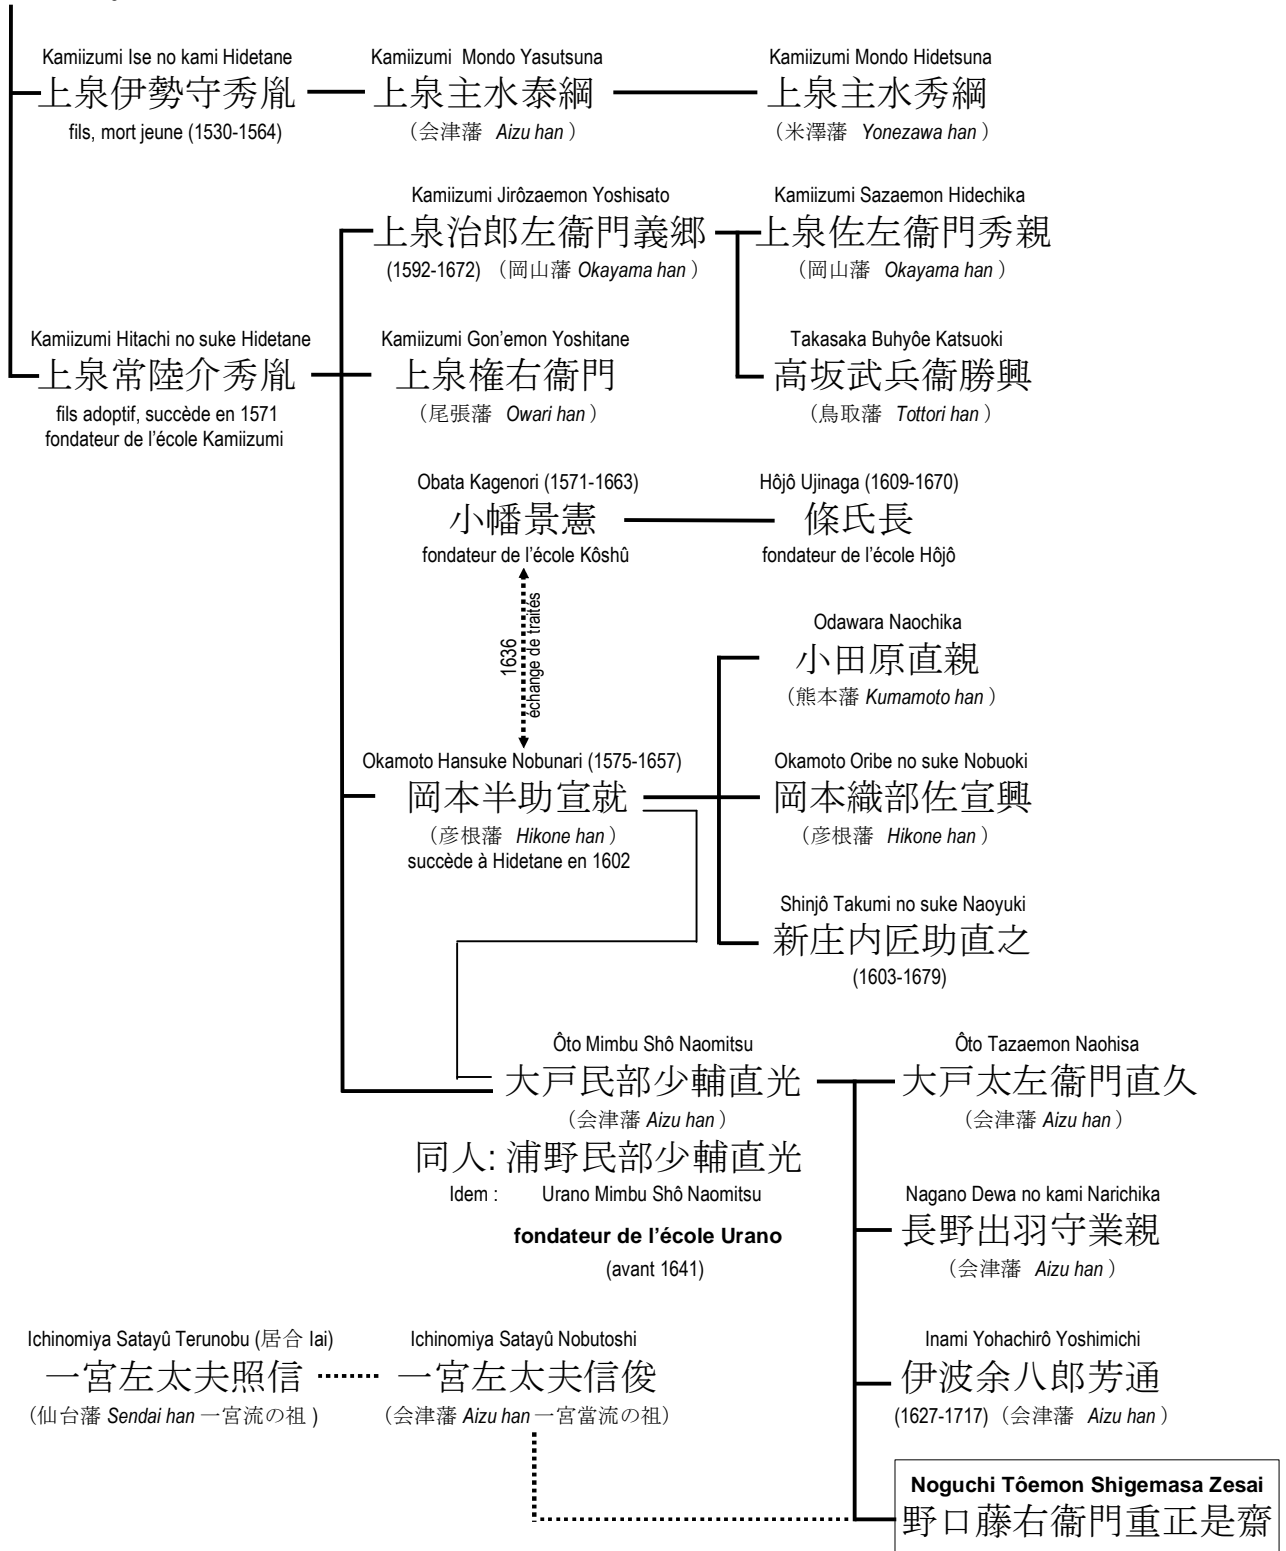 Kamiizumi Ise no kami Hidetane
上泉伊勢守秀胤
fils, mort jeune (1530-1564)
Kamiizumi Mondo Yasutsuna
上泉主水泰綱
（会津藩 Aizu han）
Kamiizumi Mondo Hidetsuna
上泉主水秀綱
（米澤藩 Yonezawa han）
Kamiizumi Jirôzaemon Yoshisato
上泉治郎左衞門義郷
(1592-1672) （岡山藩 Okayama han）
Kamiizumi Sazaemon Hidechika
上泉佐左衞門秀親
（岡山藩 Okayama han）
Kamiizumi Hitachi no suke Hidetane
上泉常陸介秀胤
fils adoptif, succède en 1571
fondateur de l'école Kamiizumi
Kamiizumi Gon'emon Yoshitane
上泉権右衞門
（尾張藩 Owari han）
Takasaka Buhyôe Katsuoki
高坂武兵衞勝興
（鳥取藩 Tottori han）
Obata Kagenori (1571-1663)
小幡景憲
fondateur de l'école Kôshû
Hôjô Ujinaga (1609-1670)
條氏長
fondateur de l'école Hôjô
1636
échange de traités
Odawara Naochika
小田原直親
（熊本藩 Kumamoto han）
Okamoto Hansuke Nobunari (1575-1657)
岡本半助宣就
（彦根藩 Hikone han）
succède à Hidetane en 1602
Okamoto Oribe no suke Nobuoki
岡本織部佐宣興
（彦根藩 Hikone han）
Shinjô Takumi no suke Naoyuki
新庄内匠助直之
(1603-1679)
Ôto Mimbu Shô Naomitsu
大戸民部少輔直光
（会津藩 Aizu han）
同人: 浦野民部少輔直光
Idem : Urano Mimbu Shô Naomitsu
fondateur de l'école Urano
(avant 1641)
Ôto Tazaemon Naohisa
大戸太左衞門直久
（会津藩 Aizu han）
Nagano Dewa no kami Narichika
長野出羽守業親
（会津藩 Aizu han）
Ichinomiya Satayû Terunobu (居合 Iai)
一宮左太夫照信
（仙台藩 Sendai han 一宮流の祖 )
Ichinomiya Satayû Nobutoshi
一宮左太夫信俊
（会津藩 Aizu han 一宮當流の祖）
Inami Yohachirô Yoshimichi
伊波余八郎芳通
(1627-1717)（会津藩 Aizu han）
Noguchi Tôemon Shigemasa Zesai
野口藤右衞門重正是齋